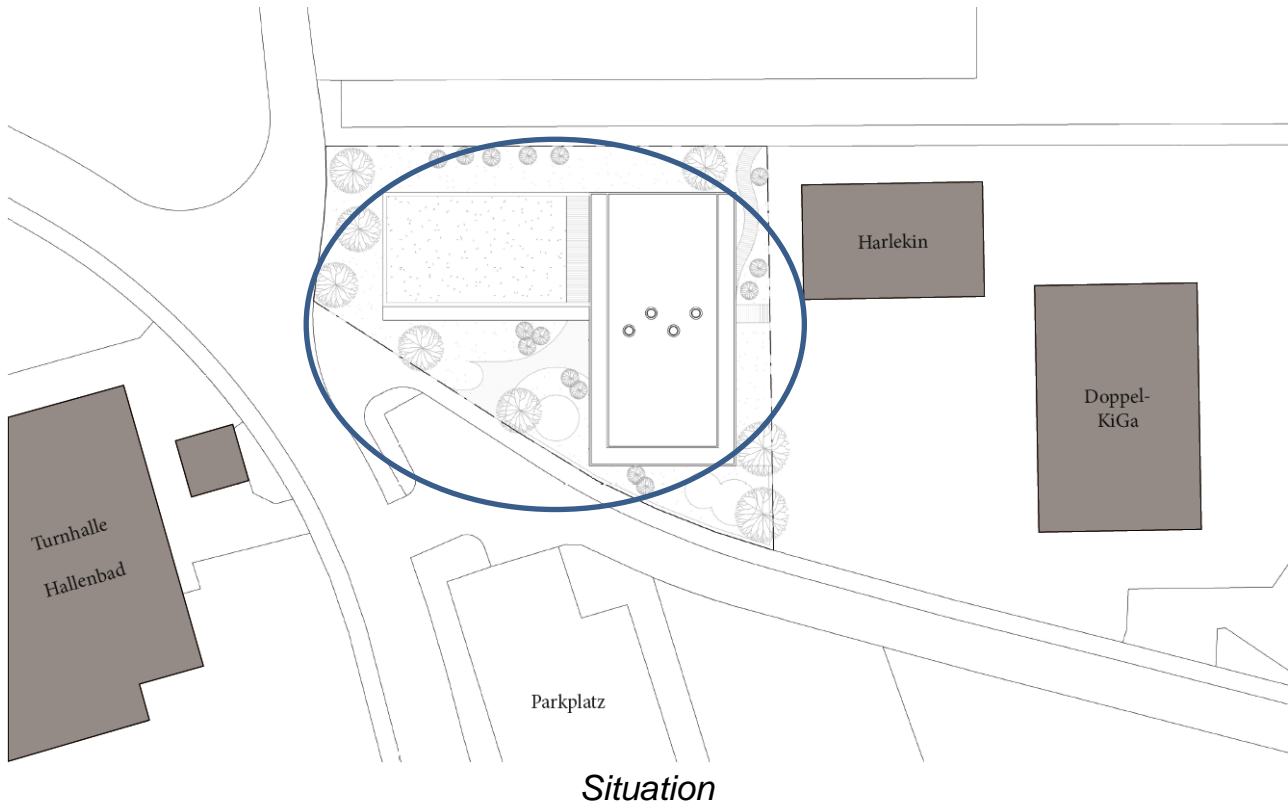 Harlekin
Doppel-
KiGa
Turnhalle
Hallenbad
Parkplatz
Situation